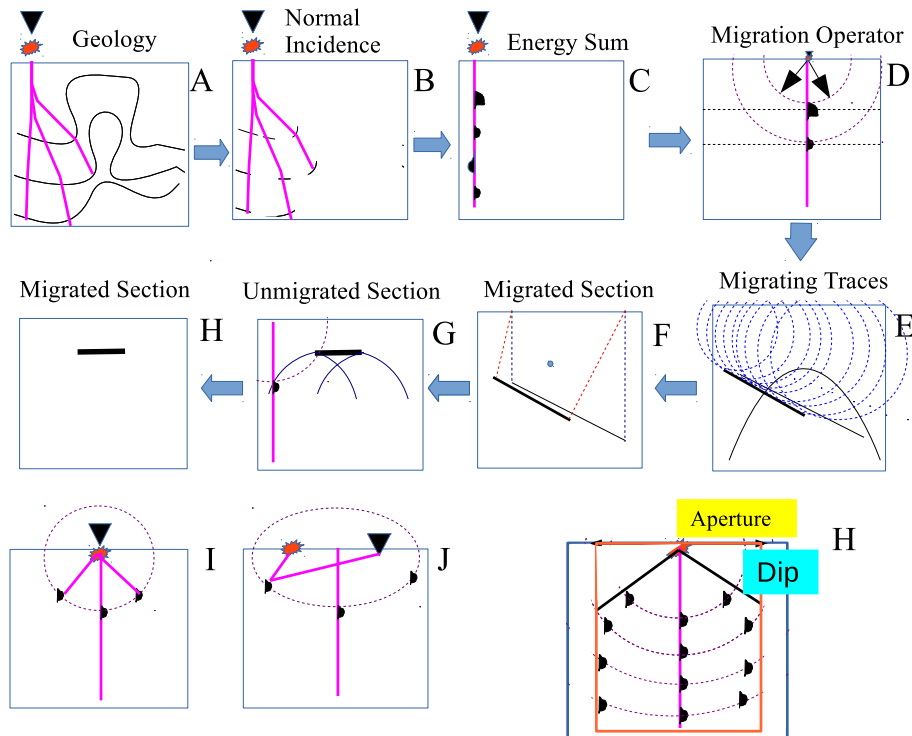 Geology
A
Normal
Incidence
B
Energy Sum
C
Migration Operator
D
Migrated Section
H
Unmigrated Section
G
Migrated Section
F
Migrating Traces
E
I
J
Aperture
Dip
H